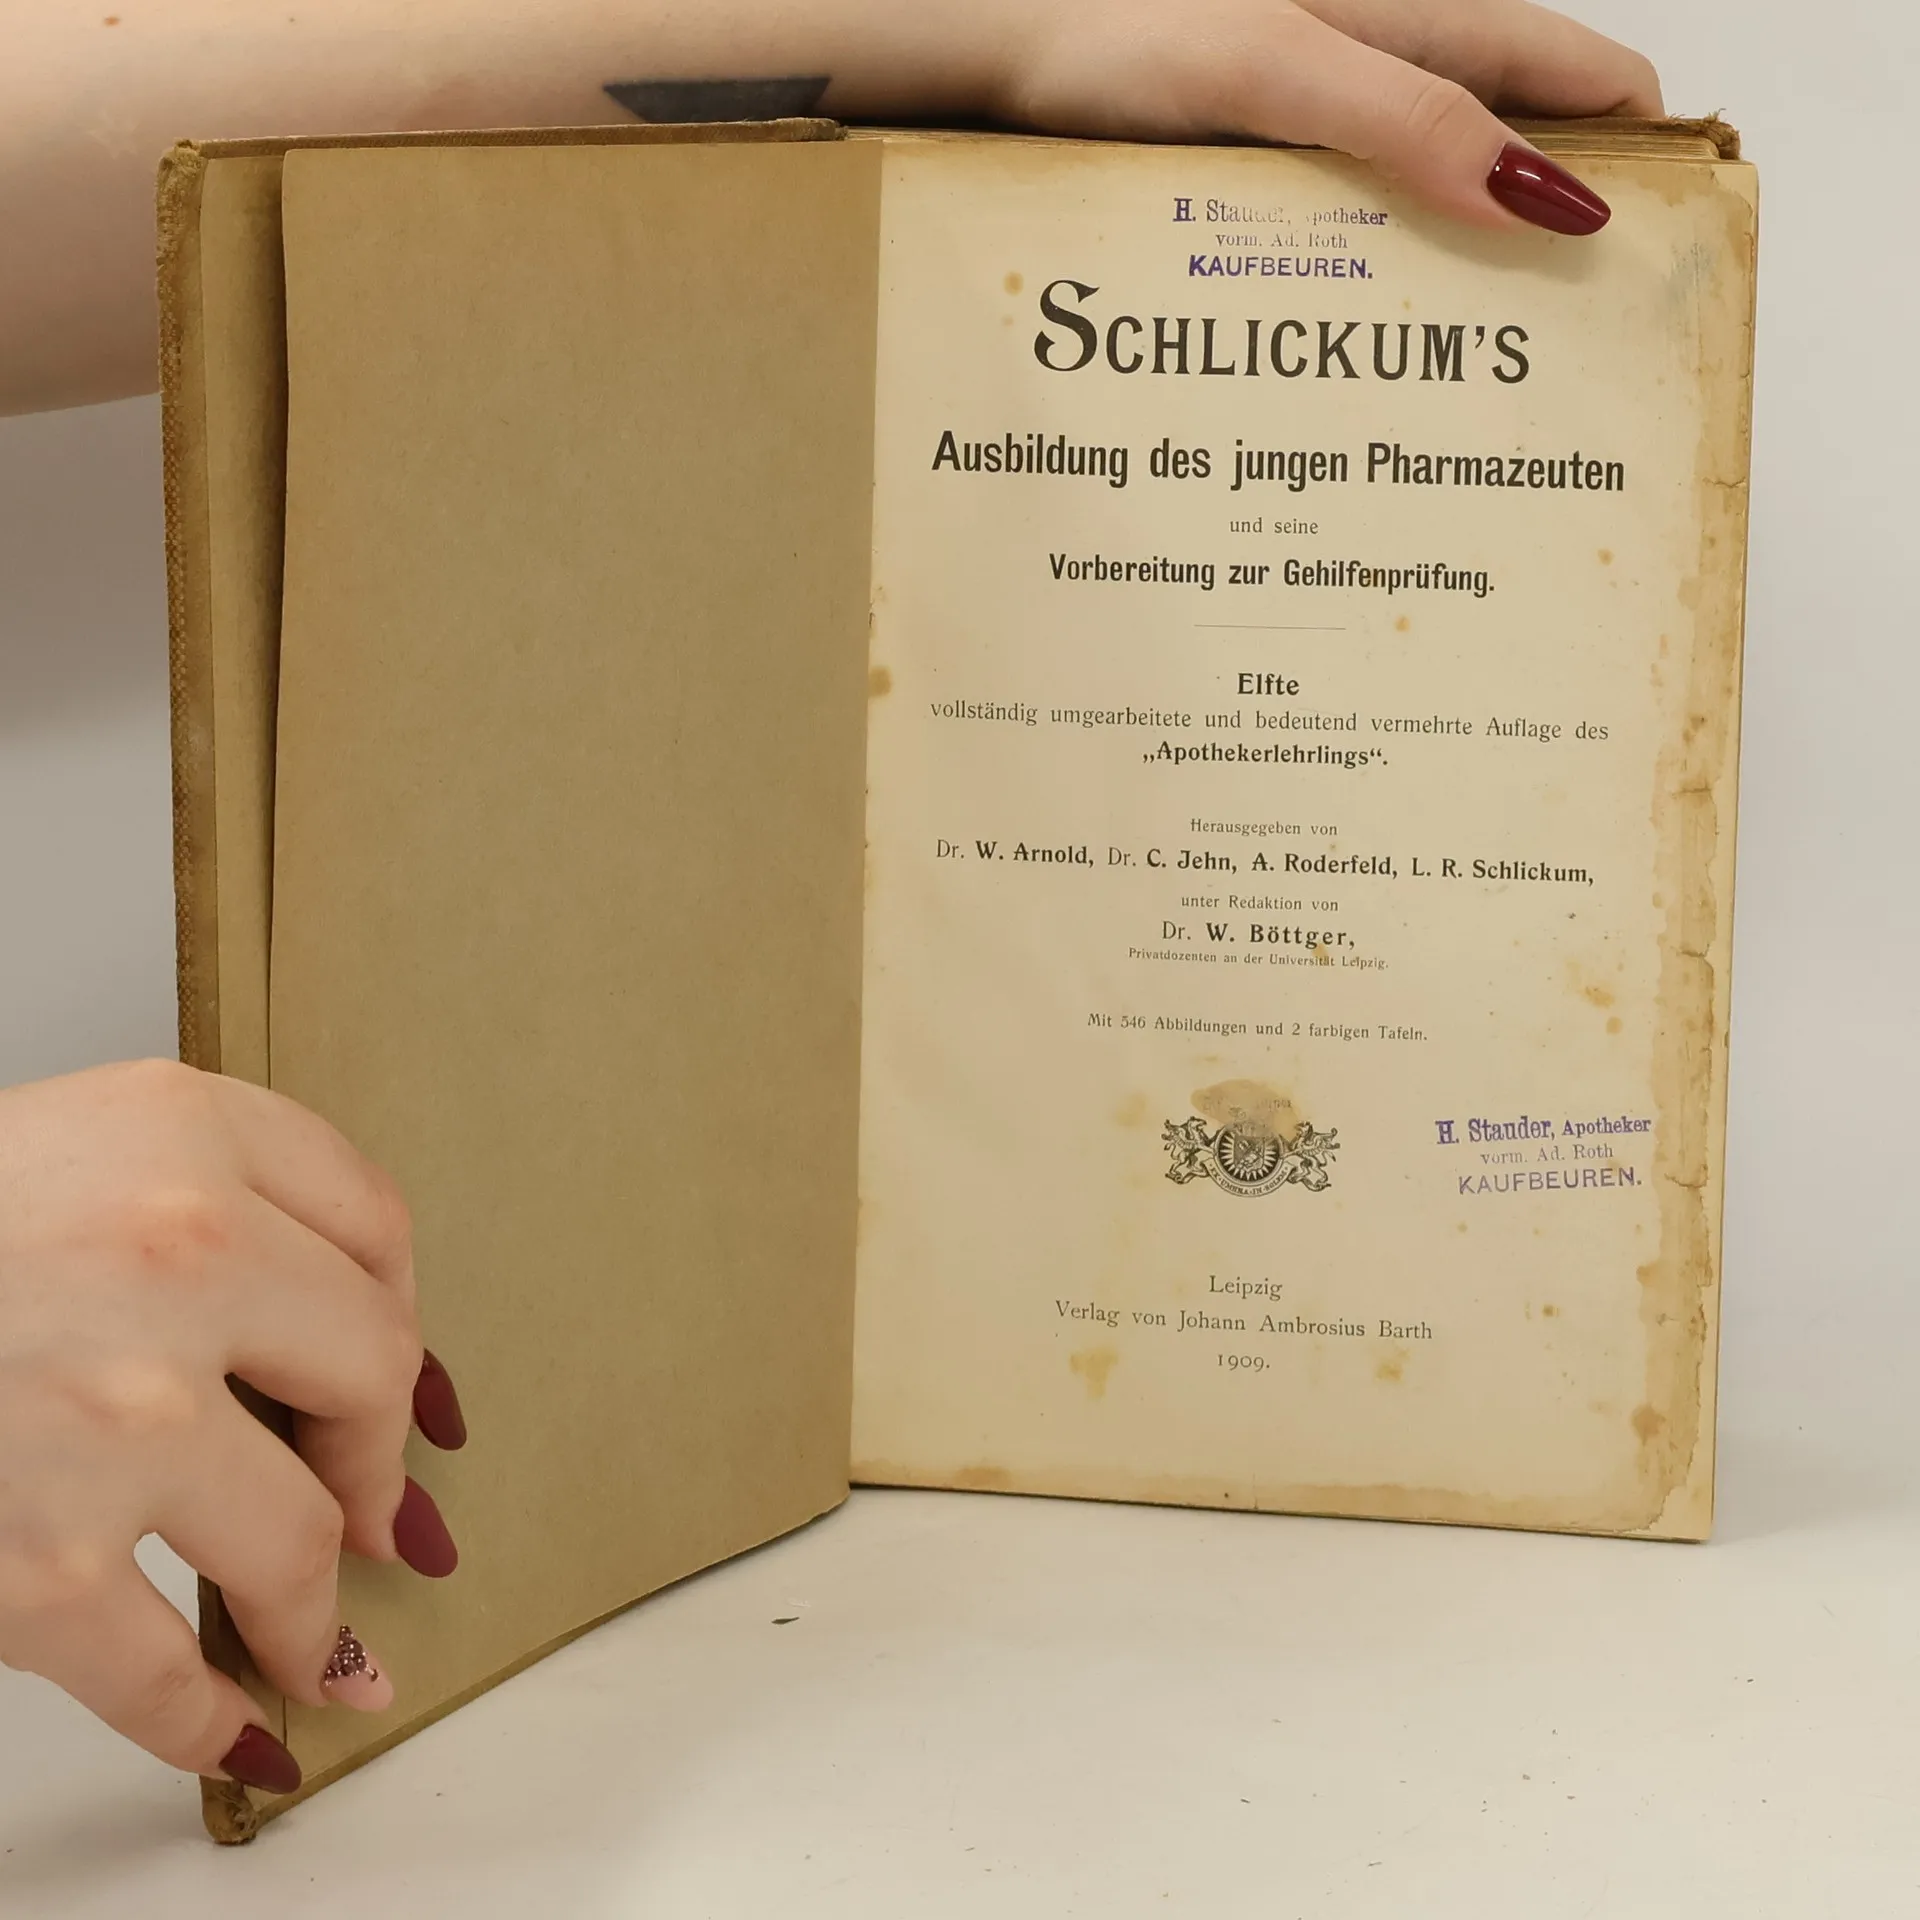 H. Stauder, Apotheker
vorm. Ad. Roth
KAUFBEUREN.
SCHLICKUM'S
Ausbildung des jungen Pharmazeuten
und seine
Vorbereitung zur Gehilfenprüfung.
Elfte
vollständig umgearbeitete und bedeutend vermehrte Auflage des
„Apothekerlehrlings“.
Herausgegeben von
Dr. W. Arnold, Dr. C. Jehn, A. Roderfeld, L. R. Schlickum,
unter Redaktion von
Dr. W. Böttger,
Privatdozenten an der Universität Leipzig.
Mit 546 Abbildungen und 2 farbigen Tafeln.
H. Stauder, Apotheker
vorm. Ad. Roth
KAUFBEUREN.
Leipzig
Verlag von Johann Ambrosius Barth
1909.